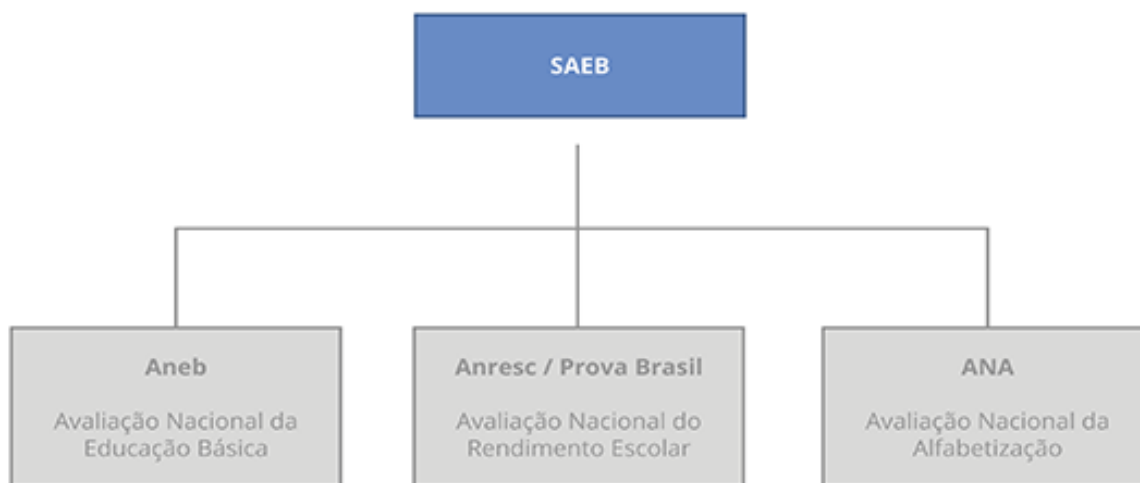 SAEB
Aneb
Avaliação Nacional da
Educação Básica
Anresc / Prova Brasil
Avaliação Nacional do
Rendimento Escolar
ANA
Avaliação Nacional da
Alfabetização